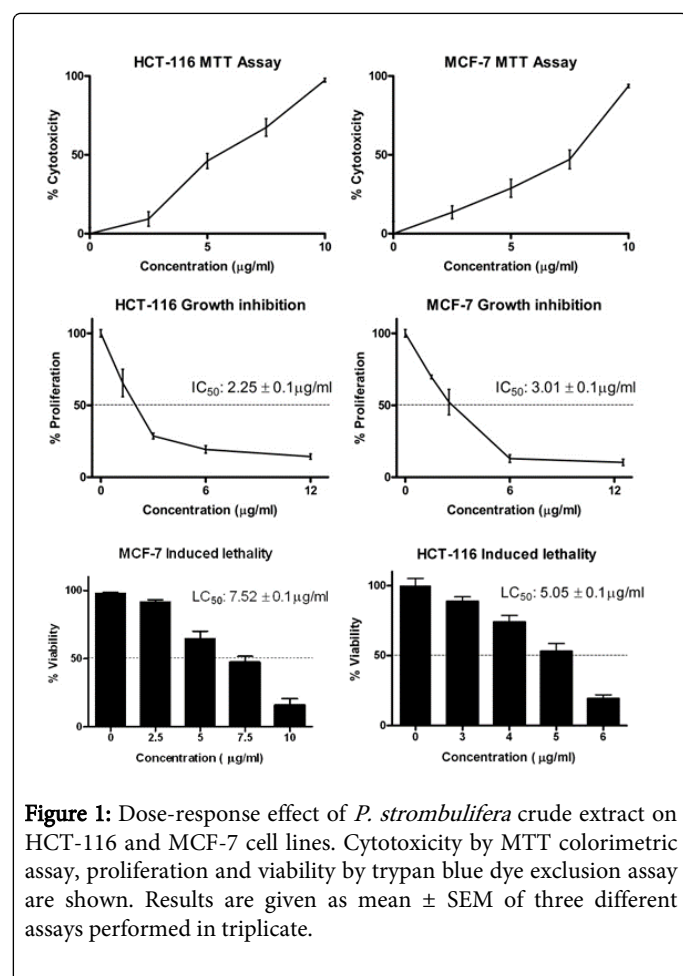 HCT-116 MTT Assay
100
50
0
% Cytotoxicity
0 5 10
Concentration (μg/ml)
MCF-7 MTT Assay
100
50
0
% Cytotoxicity
0 5 10
Concentration (μg/ml)
HCT-116 Growth inhibition
100
50
0
% Proliferation
IC50: 2.25 ± 0.1μg/ml
0 6 12
Concentration (μg/ml)
MCF-7 Growth inhibition
100
50
0
% Proliferation
IC50: 3.01 ± 0.1μg/ml
0 6 12
Concentration (μg/ml)
MCF-7 Induced lethality
100
50
0
% Viability
LC50: 7.52 ± 0.1μg/ml
0 2.5 5 7.5 10
Concentration ( μg/ml)
HCT-116 Induced lethality
100
50
0
% Viability
LC50: 5.05 ± 0.1μg/ml
0 3 4 5 6
Concentration ( μg/ml)
Figure 1: Dose-response effect of P. strombulifera crude extract on
HCT-116 and MCF-7 cell lines. Cytotoxicity by MTT colorimetric
assay, proliferation and viability by trypan blue dye exclusion assay
are shown. Results are given as mean ± SEM of three different
assays performed in triplicate.